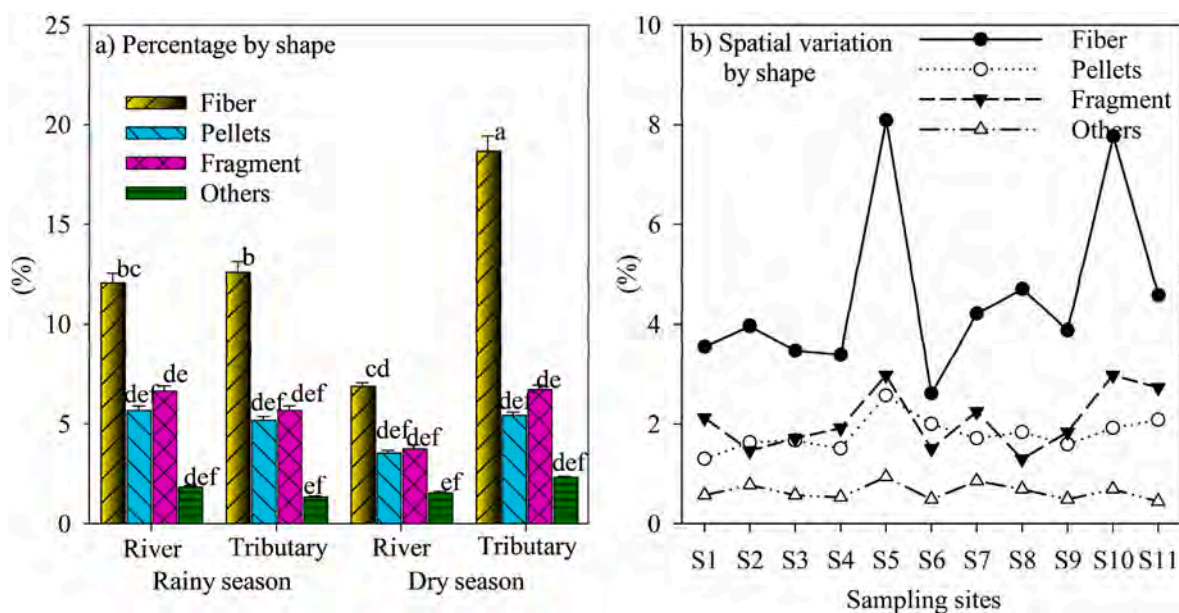 a) Percentage by shape
Fiber
Pellets
Fragment
Others
25
20
15
10
5
0
(%)
bc
def
de
def
b
def
def
ef
cd
def
def
ef
a
def
de
def
River
Tributary
River
Tributary
Rainy season
Dry season
b) Spatial variation
by shape
Fiber
Pellets
Fragment
Others
10
8
6
4
2
0
(%)
S1 S2 S3 S4 S5 S6 S7 S8 S9 S10 S11
Sampling sites